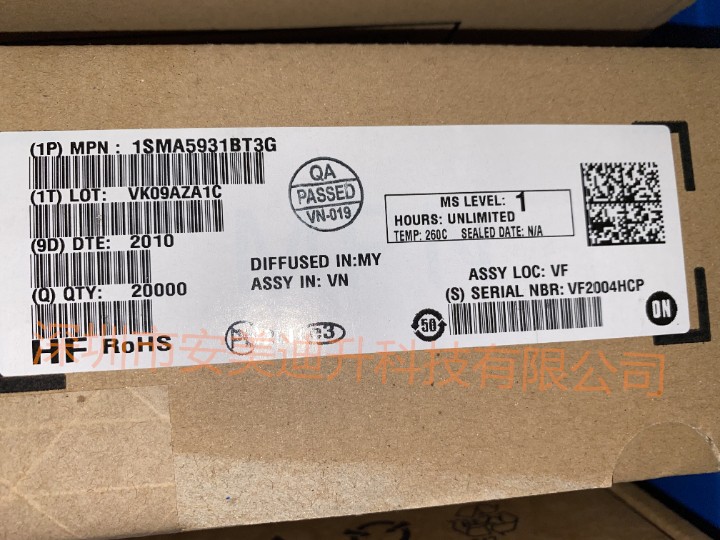 (1P) MPN : 1SMA5931BT3G
(1T) LOT: VK09AZA1C
(9D) DTE: 2010
(Q) QTY: 20000
HF RoHS
QA
PASSED
VN-019
DIFFUSED IN:MY
ASSY IN: VN
MS LEVEL: 1
HOURS: UNLIMITED
TEMP: 260C SEALED DATE: N/A
ASSY LOC: VF
(S) SERIAL NBR: VF2004HCP
e3
50
ON
深圳市安美迪升科技有限公司